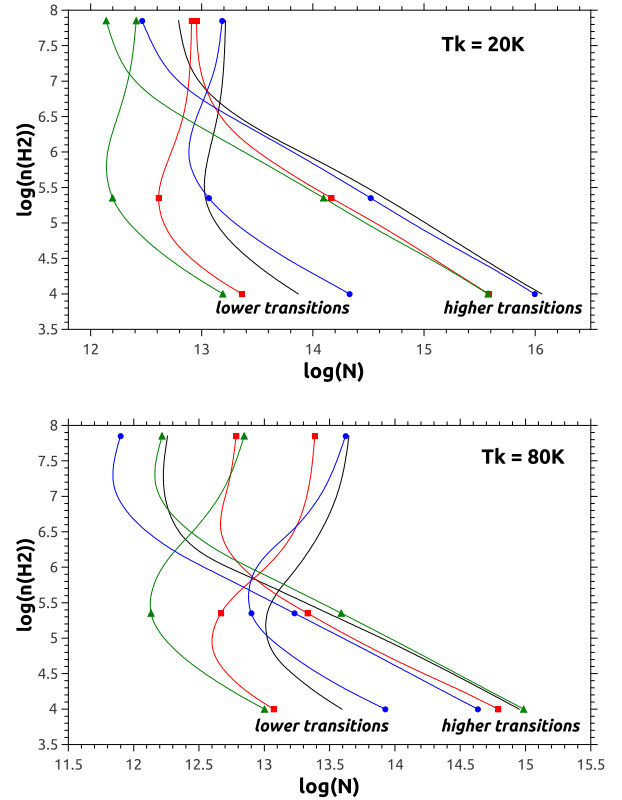 8
7.5
7
6.5
6
5.5
5
4.5
4
3.5
log(n(H2))
Tk = 20K
lower transitions
higher transitions
12 13 14 15 16
log(N)
8
7.5
7
6.5
6
5.5
5
4.5
4
3.5
log(n(H2))
Tk = 80K
lower transitions
higher transitions
11.5 12 12.5 13 13.5 14 14.5 15 15.5
log(N)